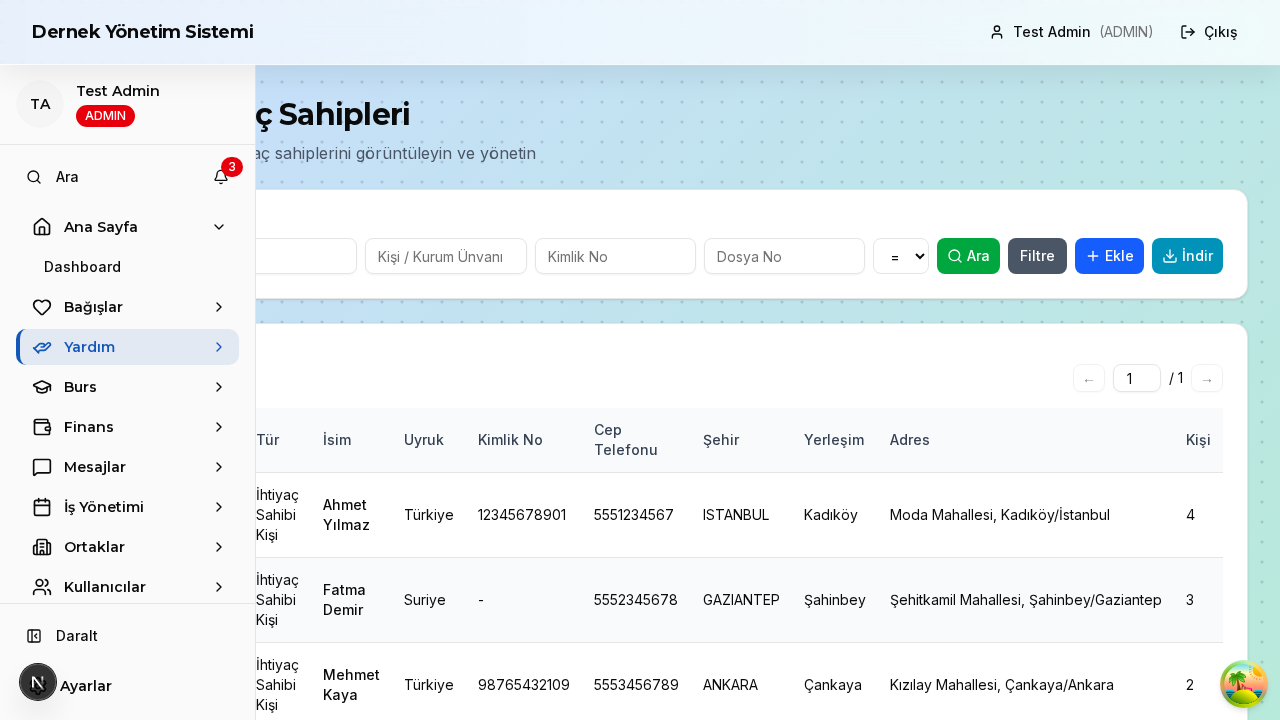 Dernek Yönetim Sistemi
Test Admin (ADMIN)
Çıkış
TA
Test Admin
ADMIN
Ara
3
Ana Sayfa
Dashboard
Bağışlar
Yardım
Burs
Finans
Mesajlar
İş Yönetimi
Ortaklar
Kullanıcılar
Daralt
N
Ayarlar
ç Sahipleri
aç sahiplerini görüntüleyin ve yönetin
Kişi / Kurum Ünvanı
Kimlik No
Dosya No
=
Ara
Filtre
+ Ekle
İndir
← 1 / 1 →
Tür İsim Uyruk Kimlik No Cep Telefonu Şehir Yerleşim Adres Kişi
İhtiyaç Sahibi Kişi Ahmet Yılmaz Türkiye 12345678901 5551234567 ISTANBUL Kadıköy Moda Mahallesi, Kadıköy/İstanbul 4
İhtiyaç Sahibi Kişi Fatma Demir Suriye - 5552345678 GAZIANTEP Şahinbey Şehitkamil Mahallesi, Şahinbey/Gaziantep 3
İhtiyaç Sahibi Kişi Mehmet Kaya Türkiye 98765432109 5553456789 ANKARA Çankaya Kızılay Mahallesi, Çankaya/Ankara 2